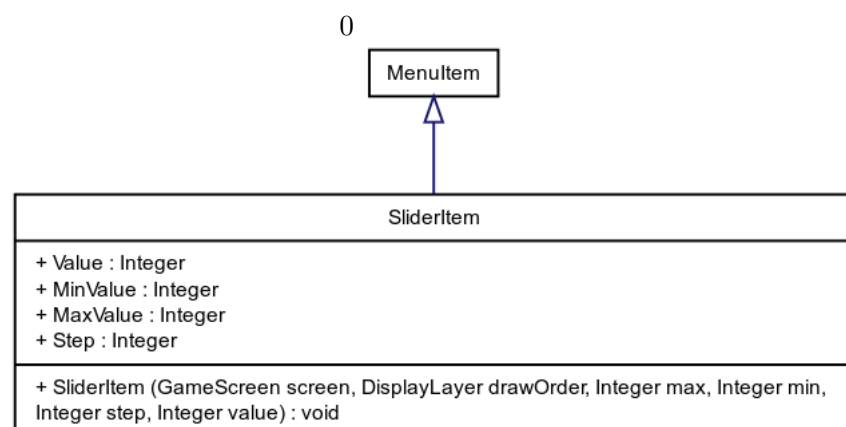 0
MenuItem
SliderItem
+ Value : Integer
+ MinValue : Integer
+ MaxValue : Integer
+ Step : Integer
+ SliderItem (GameScreen screen, DisplayLayer drawOrder, Integer max, Integer min,
Integer step, Integer value) : void